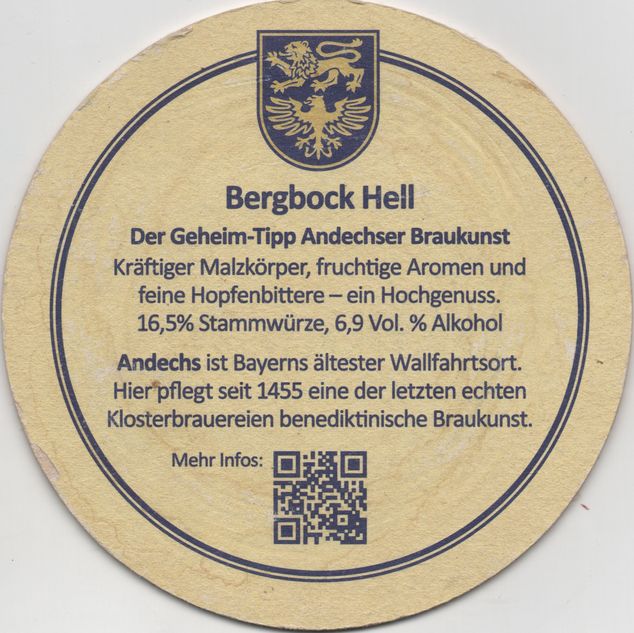 Bergbock Hell
Der Geheim-Tipp Andechser Braukunst
Kräftiger Malzkörper, fruchtige Aromen und
feine Hopfenbittere – ein Hochgenuss.
16,5% Stammwürze, 6,9 Vol. % Alkohol
Andechs ist Bayerns ältester Wallfahrtsort.
Hier pflegt seit 1455 eine der letzten echten
Klosterbrauereien benediktinische Braukunst.
Mehr Infos: